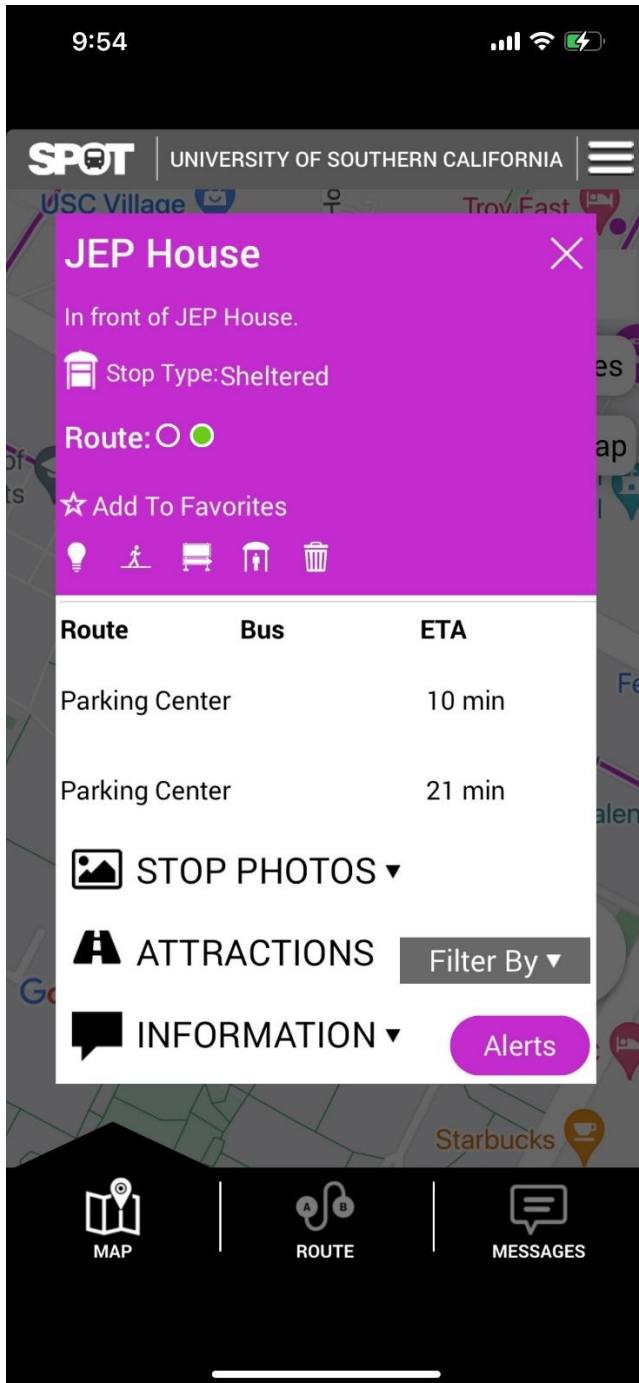 9:54
SPOT UNIVERSITY OF SOUTHERN CALIFORNIA
USC Village
Troy East
JEP House
In front of JEP House.
Stop Type:Sheltered
Route:
Add To Favorites
Route Bus ETA
Parking Center 10 min
Parking Center 21 min
STOP PHOTOS ▾
ATTRACTIONS Filter By ▾
INFORMATION ▾
Alerts
Starbucks
MAP ROUTE MESSAGES
A B